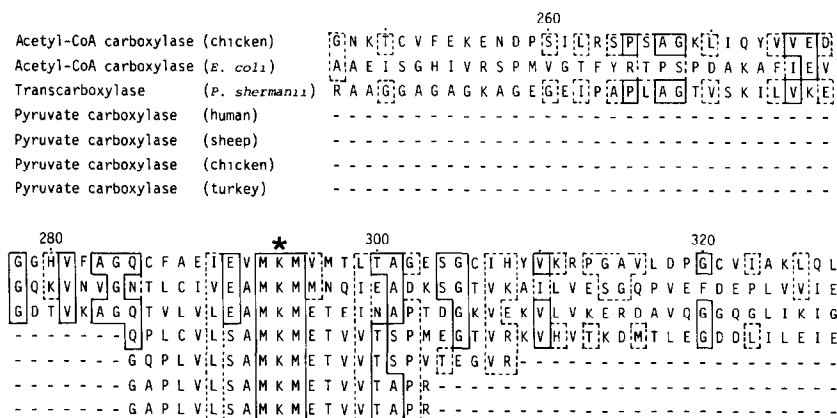 260
Acetyl-CoA carboxylase (chicken) G N K T C V F E K E N D P S I L R S P S A G K L I Q Y V V E D
Acetyl-CoA carboxylase (E. coli) A A E I S G H I V R S P M V G T F Y R T P S P D A K A F I E V
Transcarboxylase (P. shermanii) R A A G G A G A G K A G E G E I P A P L A G T V S K I L V K E
Pyruvate carboxylase (human) - - - - - - - - - - - - - - - - - - - - - - - - - - - - - - -
Pyruvate carboxylase (sheep) - - - - - - - - - - - - - - - - - - - - - - - - - - - - - - -
Pyruvate carboxylase (chicken) - - - - - - - - - - - - - - - - - - - - - - - - - - - - - - -
Pyruvate carboxylase (turkey) - - - - - - - - - - - - - - - - - - - - - - - - - - - - - - -
280 * 300 320
G G H V F A G Q C F A E I E V M K M V M T L T A G E S G C I H Y V K R P G A V L D P G C V I A K L Q L
G Q K V N V G N T L C I V E A M K M M N Q I E A D K S G T V K A I L V E S G Q P V E F D E P L V V I E
G D T V K A G Q T V L V L E A M K M E T E I N A P T D G K V E K V L V K E R D A V Q G G Q G L I K I G
- - - - - - - Q P L C V L S A M K M E T V V T S P M E G T V R K V H V T K D M T L E G D D L I L E I E
- - - - - - - G Q P L V L S A M K M E T V V T S P V T E G V R - - - - - - - - - - - - - - - - - - - -
- - - - - - - G A P L V L S A M K M E T V V T A P R - - - - - - - - - - - - - - - - - - - - - - - - -
- - - - - - - G A P L V L S A M K M E T V V T A P R - - - - - - - - - - - - - - - - - - - - - - - - -